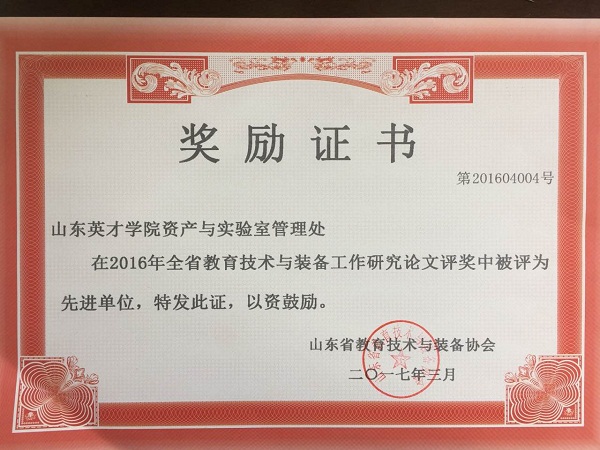 奖励证书
第201604004号
山东英才学院资产与实验室管理处
在2016年全省教育技术与装备工作研究论文评奖中被评为
先进单位，特发此证，以资鼓励。
山东省教育技术与装备协会
二〇一七年三月